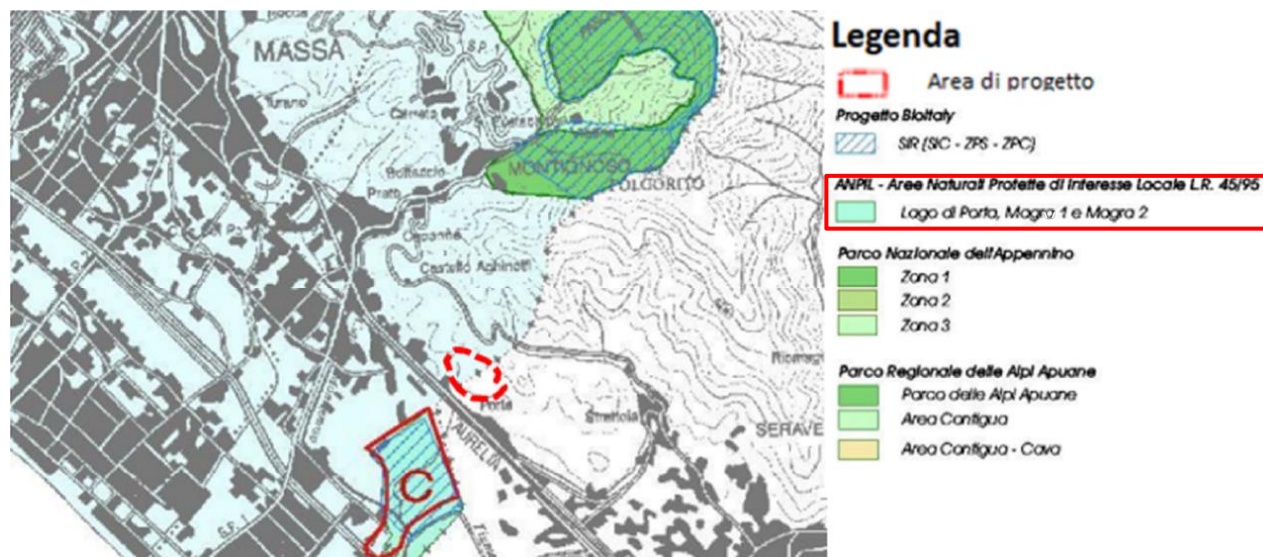 MASSA
S.P. 1
Turano
Capanne
Castello Aghinolfi
MONTIGNOSO
FOLGORITO
Porta
Strettoia
SERAVE
AURELIA
C
S.P. 1
Legenda
Area di progetto
Progetto BioItaly
SIR (SIC - ZPS - ZPC)
ANPIL - Aree Naturali Protette di Interesse Locale L.R. 45/95
Lago di Porta, Magra 1 e Magra 2
Parco Nazionale dell'Appennino
Zona 1
Zona 2
Zona 3
Parco Regionale delle Alpi Apuane
Parco delle Alpi Apuane
Area Contigua
Area Contigua - Cava